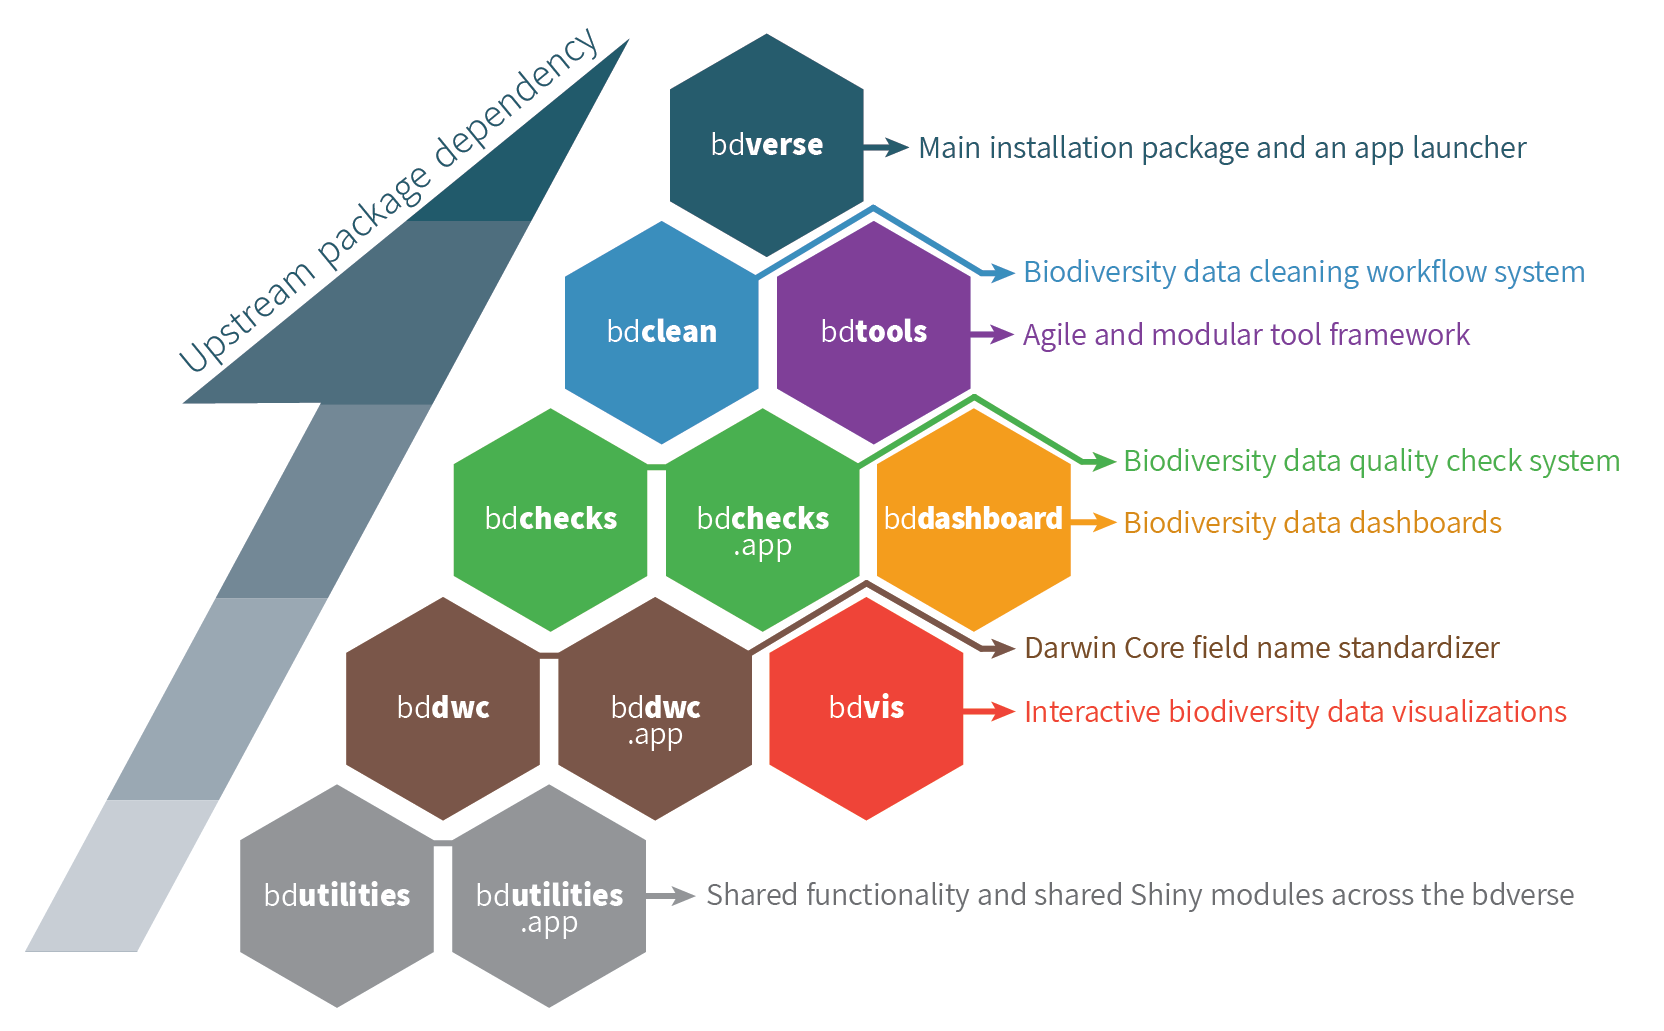 Upstream package dependency
bdverse
Main installation package and an app launcher
bdclean
bdtools
Biodiversity data cleaning workflow system
Agile and modular tool framework
bdchecks
bdchecks
.app
bddashboard
Biodiversity data quality check system
Biodiversity data dashboards
bddwc
bddwc
.app
bdvis
Darwin Core field name standardizer
Interactive biodiversity data visualizations
bdutilities
bdutilities
.app
Shared functionality and shared Shiny modules across the bdverse